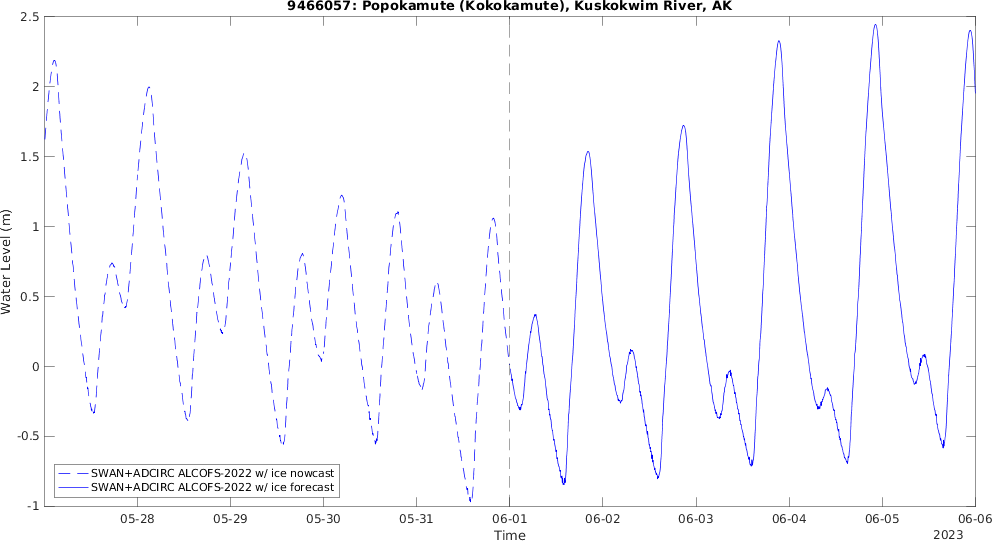 9466057: Popokamute (Kokokamute), Kuskokwim River, AK
2.5
2
1.5
1
0.5
0
-0.5
-1
Water Level (m)
SWAN+ADCIRC ALCOFS-2022 w/ ice nowcast
SWAN+ADCIRC ALCOFS-2022 w/ ice forecast
05-28 05-29 05-30 05-31 06-01 06-02 06-03 06-04 06-05 06-06
Time
2023